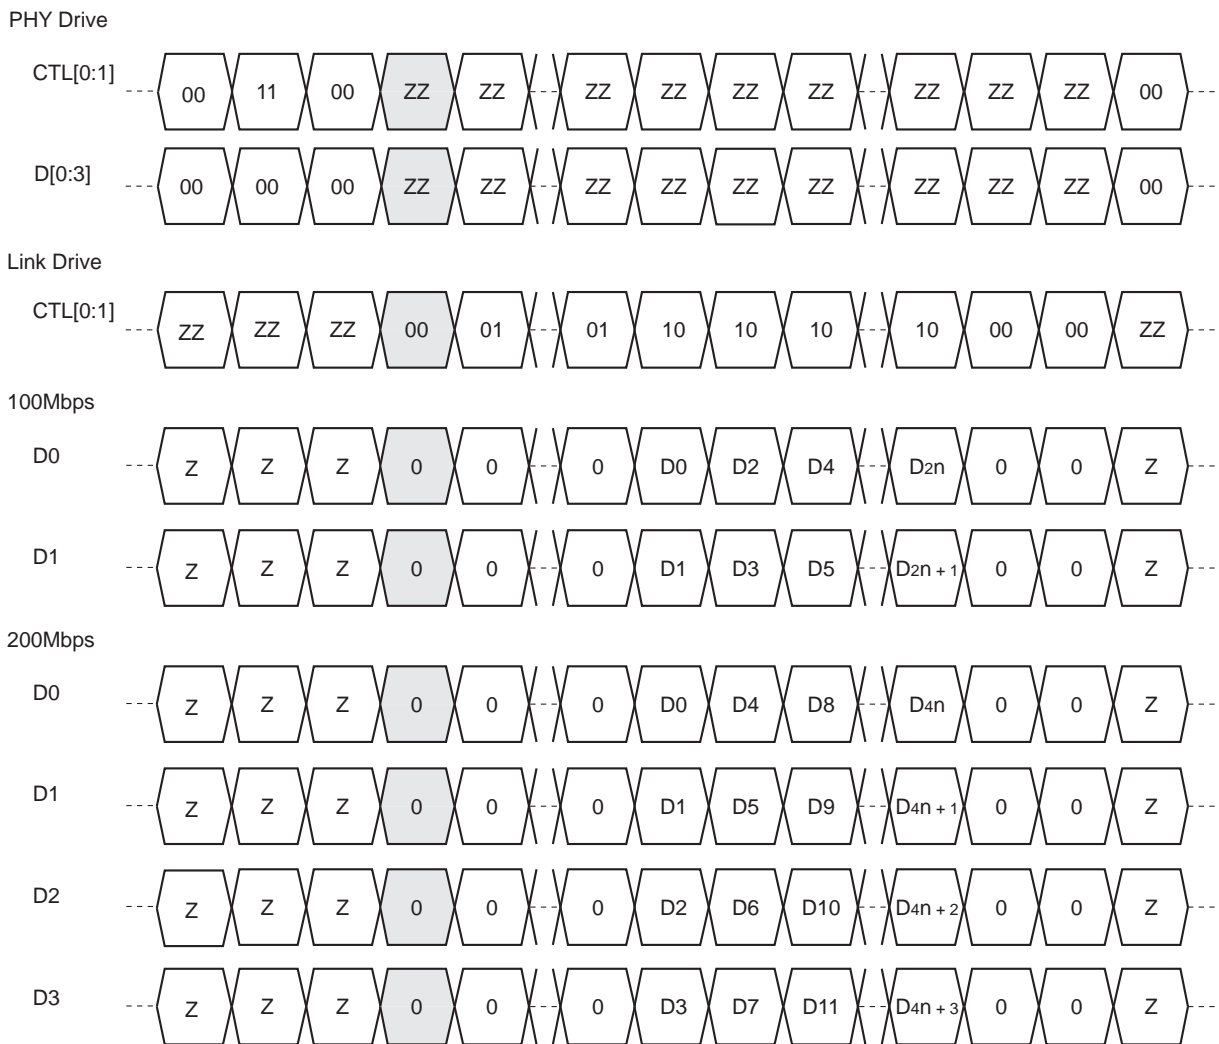 PHY Drive
CTL[0:1] 00 11 00 ZZ ZZ ZZ ZZ ZZ ZZ ZZ ZZ ZZ 00
D[0:3] 00 00 00 ZZ ZZ ZZ ZZ ZZ ZZ ZZ ZZ ZZ 00
Link Drive
CTL[0:1] ZZ ZZ ZZ 00 01 01 10 10 10 10 00 00 ZZ
100Mbps
D0 Z Z Z 0 0 0 D0 D2 D4 D2n 0 0 Z
D1 Z Z Z 0 0 0 D1 D3 D5 D2n + 1 0 0 Z
200Mbps
D0 Z Z Z 0 0 0 D0 D4 D8 D4n 0 0 Z
D1 Z Z Z 0 0 0 D1 D5 D9 D4n + 1 0 0 Z
D2 Z Z Z 0 0 0 D2 D6 D10 D4n + 2 0 0 Z
D3 Z Z Z 0 0 0 D3 D7 D11 D4n + 3 0 0 Z